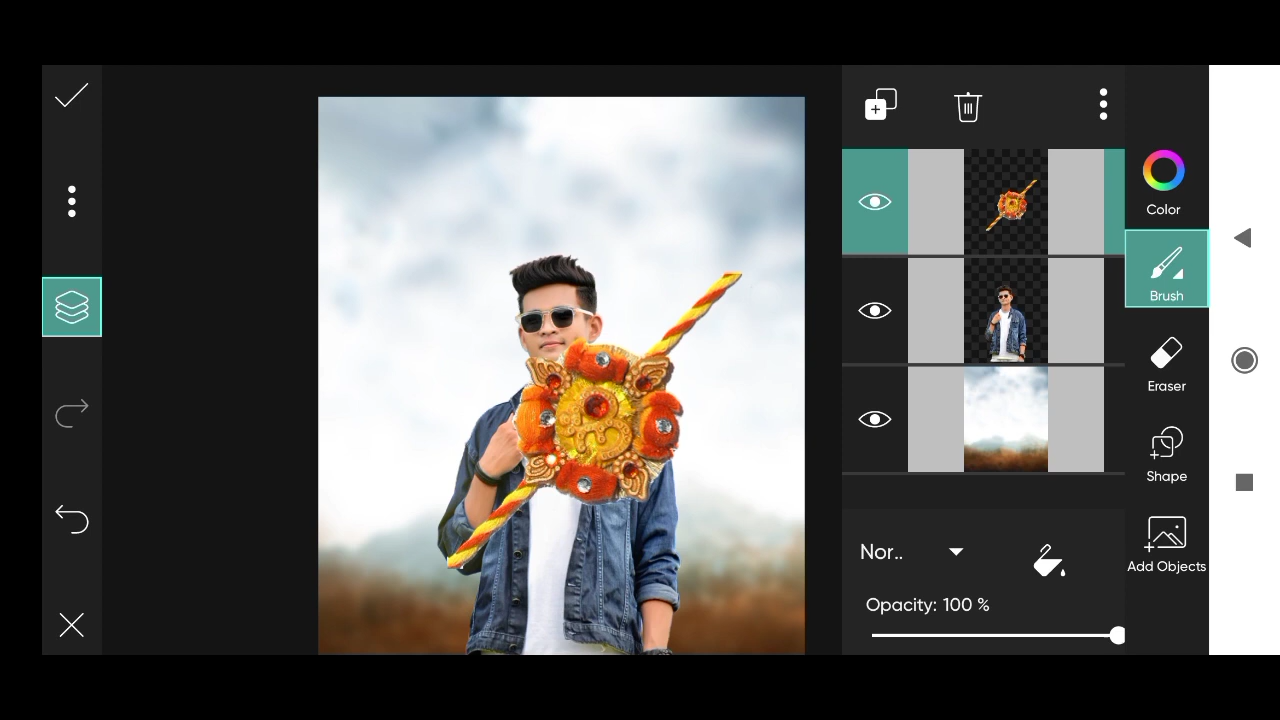 Color
Brush
Eraser
Shape
Add Objects
Nor..
Opacity: 100 %